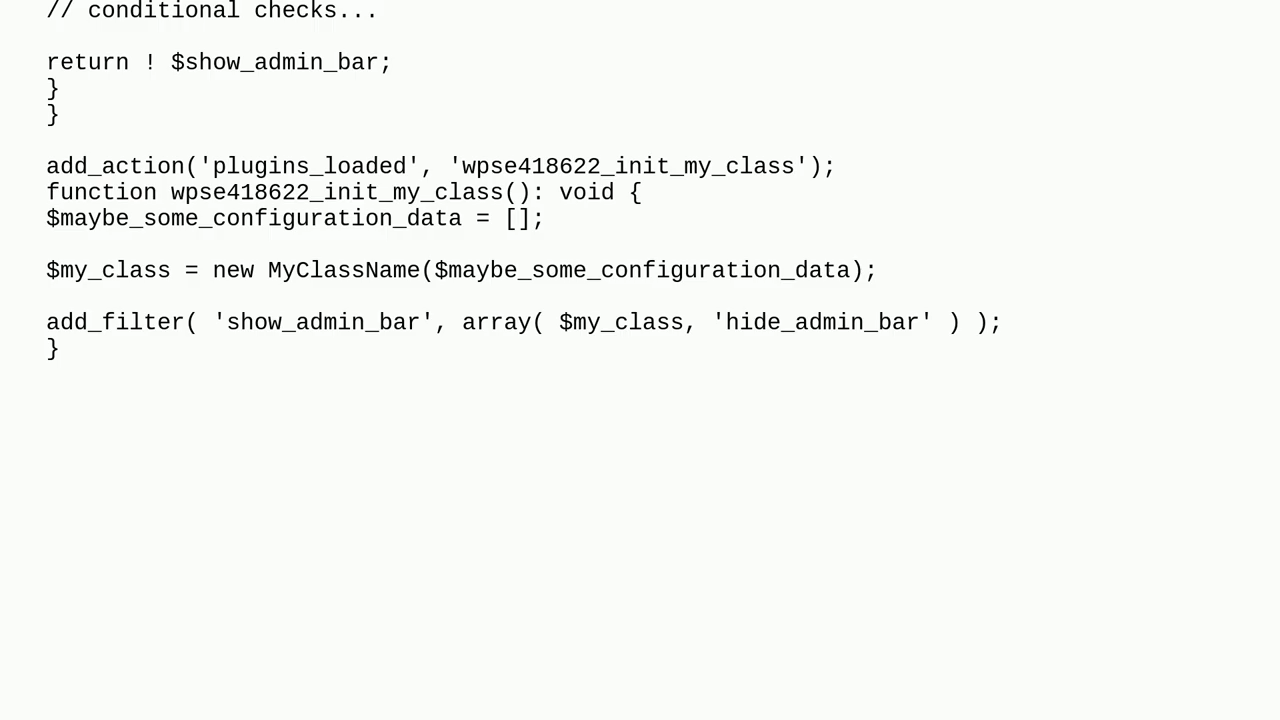 // conditional checks...
return ! $show_admin_bar;
}
}
add_action('plugins_loaded', 'wpse418622_init_my_class');
function wpse418622_init_my_class(): void {
$maybe_some_configuration_data = [];
$my_class = new MyClassName($maybe_some_configuration_data);
add_filter( 'show_admin_bar', array( $my_class, 'hide_admin_bar' ) );
}